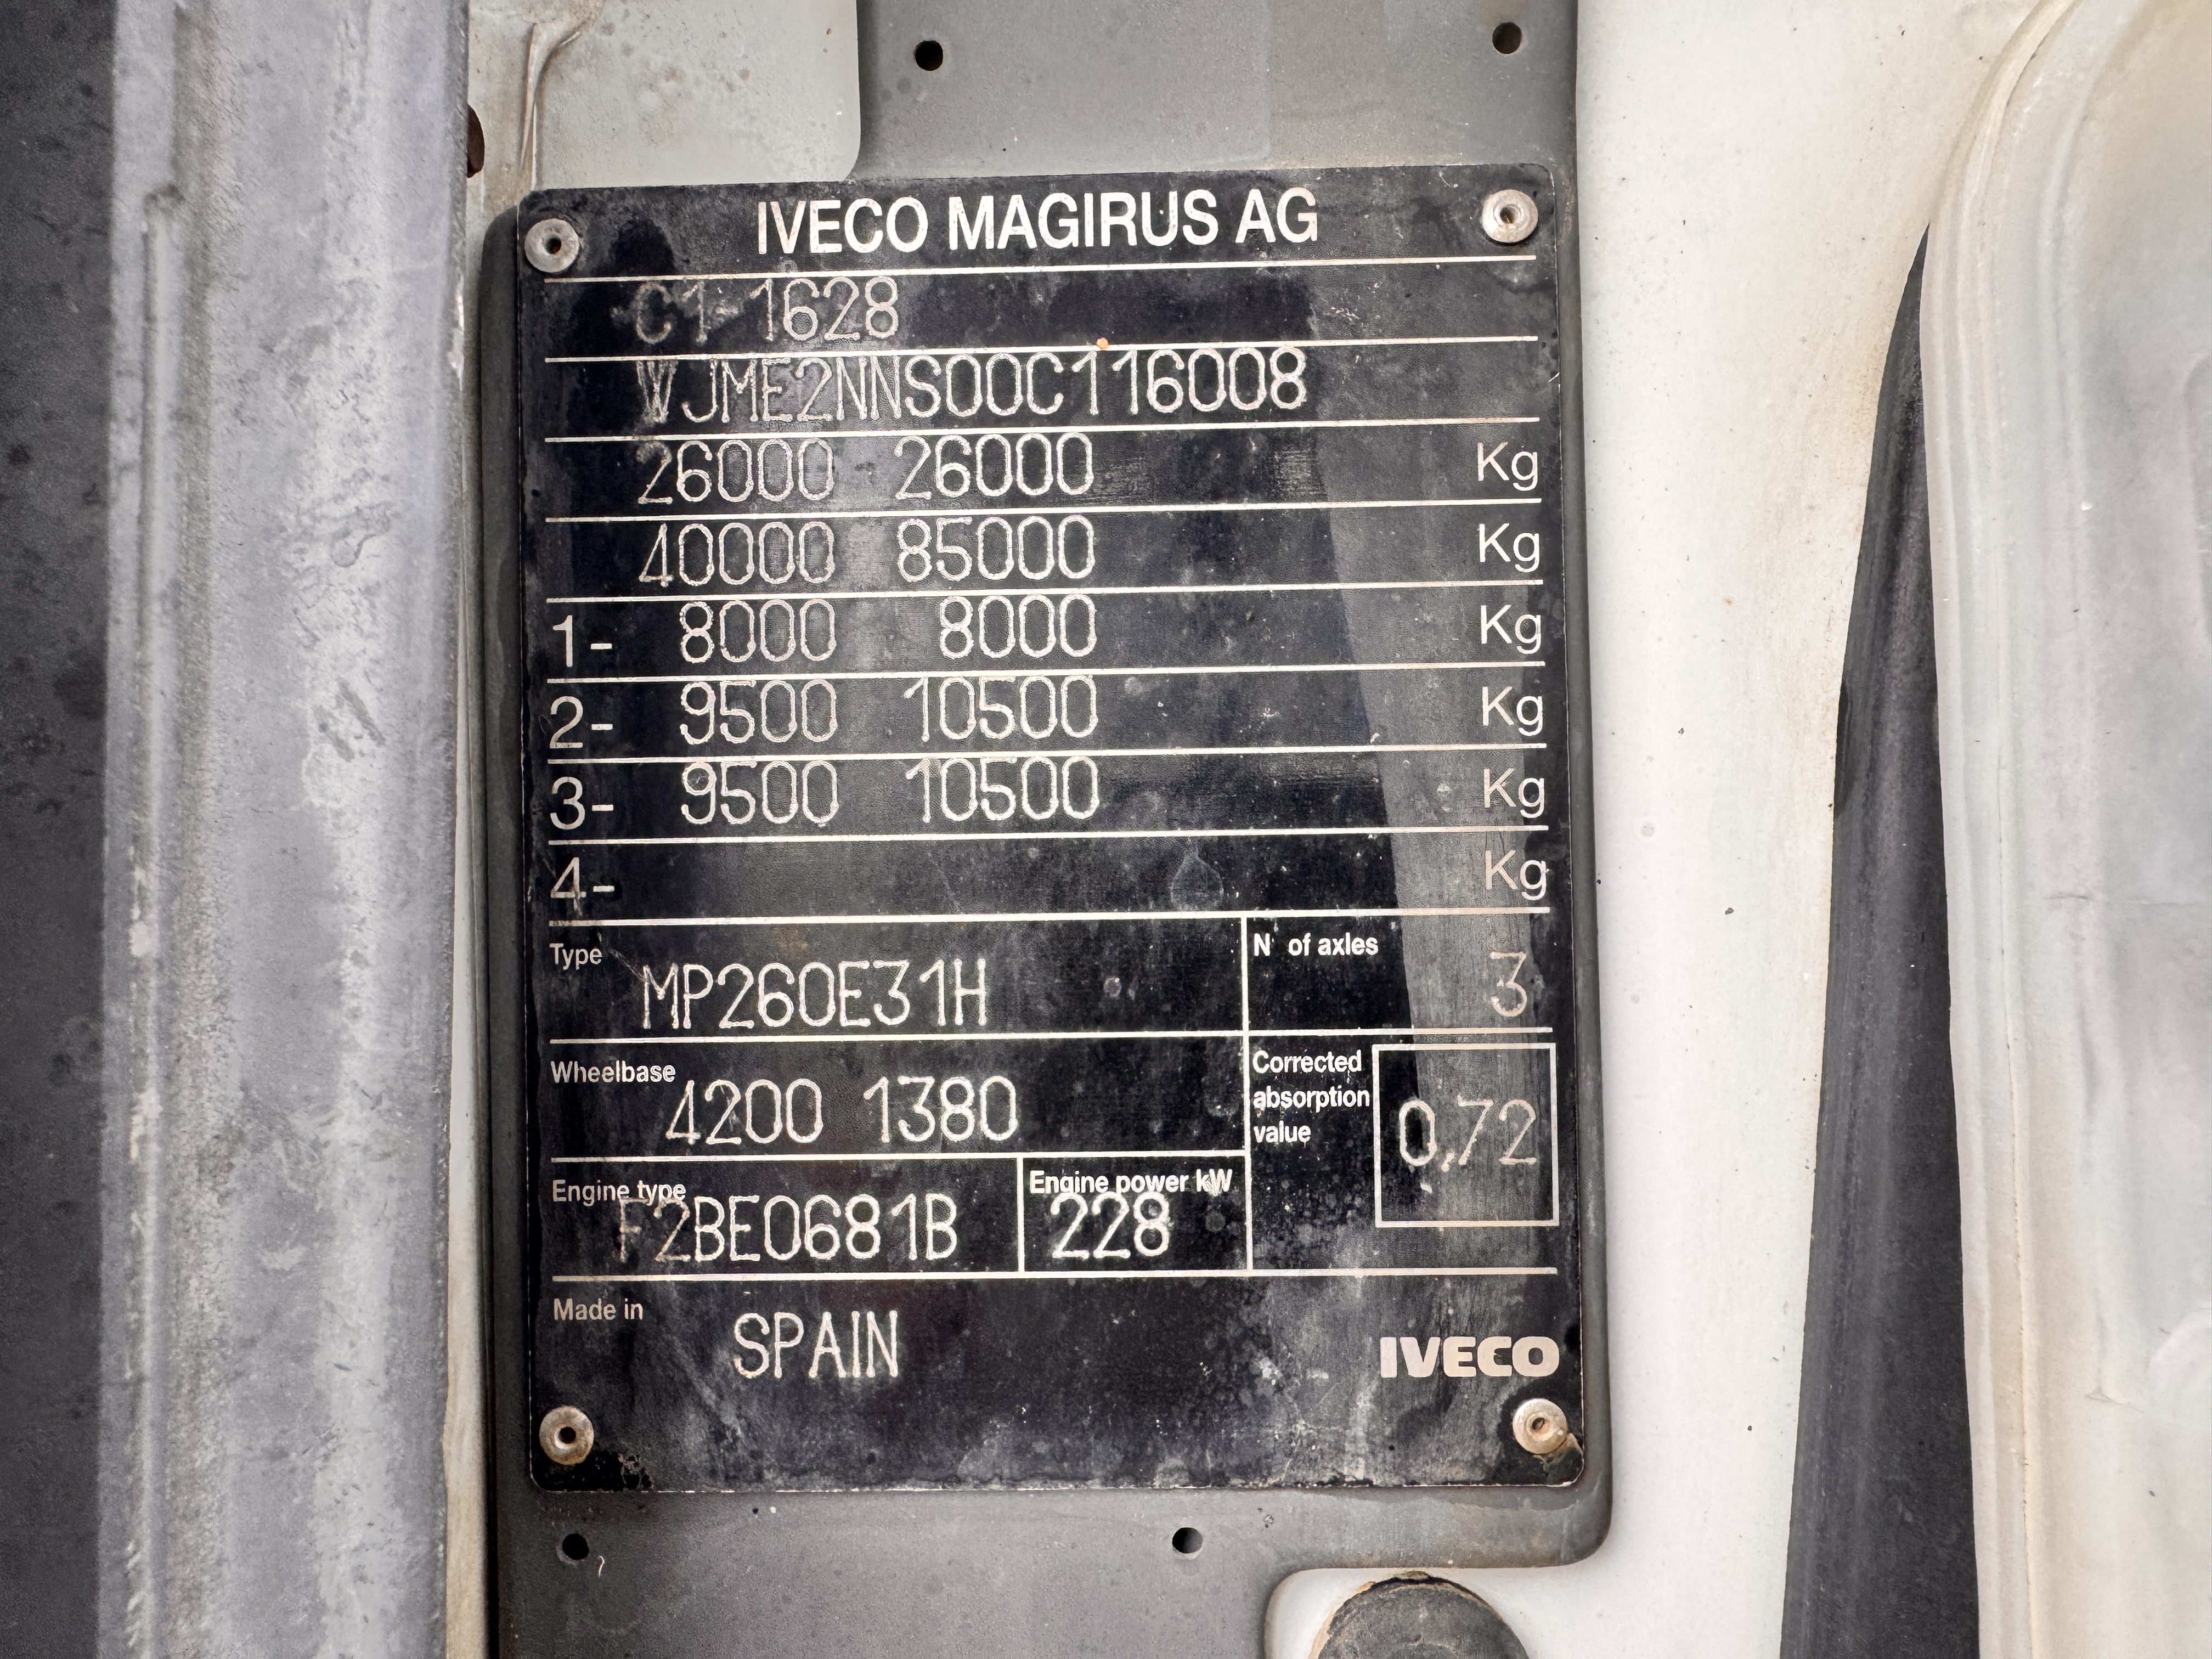 IVECO MAGIRUS AG
C1-1628
WJME2NNS00C116008
26000 26000 Kg
40000 85000 Kg
1- 8000 8000 Kg
2- 9500 10500 Kg
3- 9500 10500 Kg
4- Kg
Type MP260E31H
N° of axles 3
Wheelbase 4200 1380
Corrected absorption value 0,72
Engine type F2BE0681B
Engine power kW 228
Made in SPAIN
IVECO